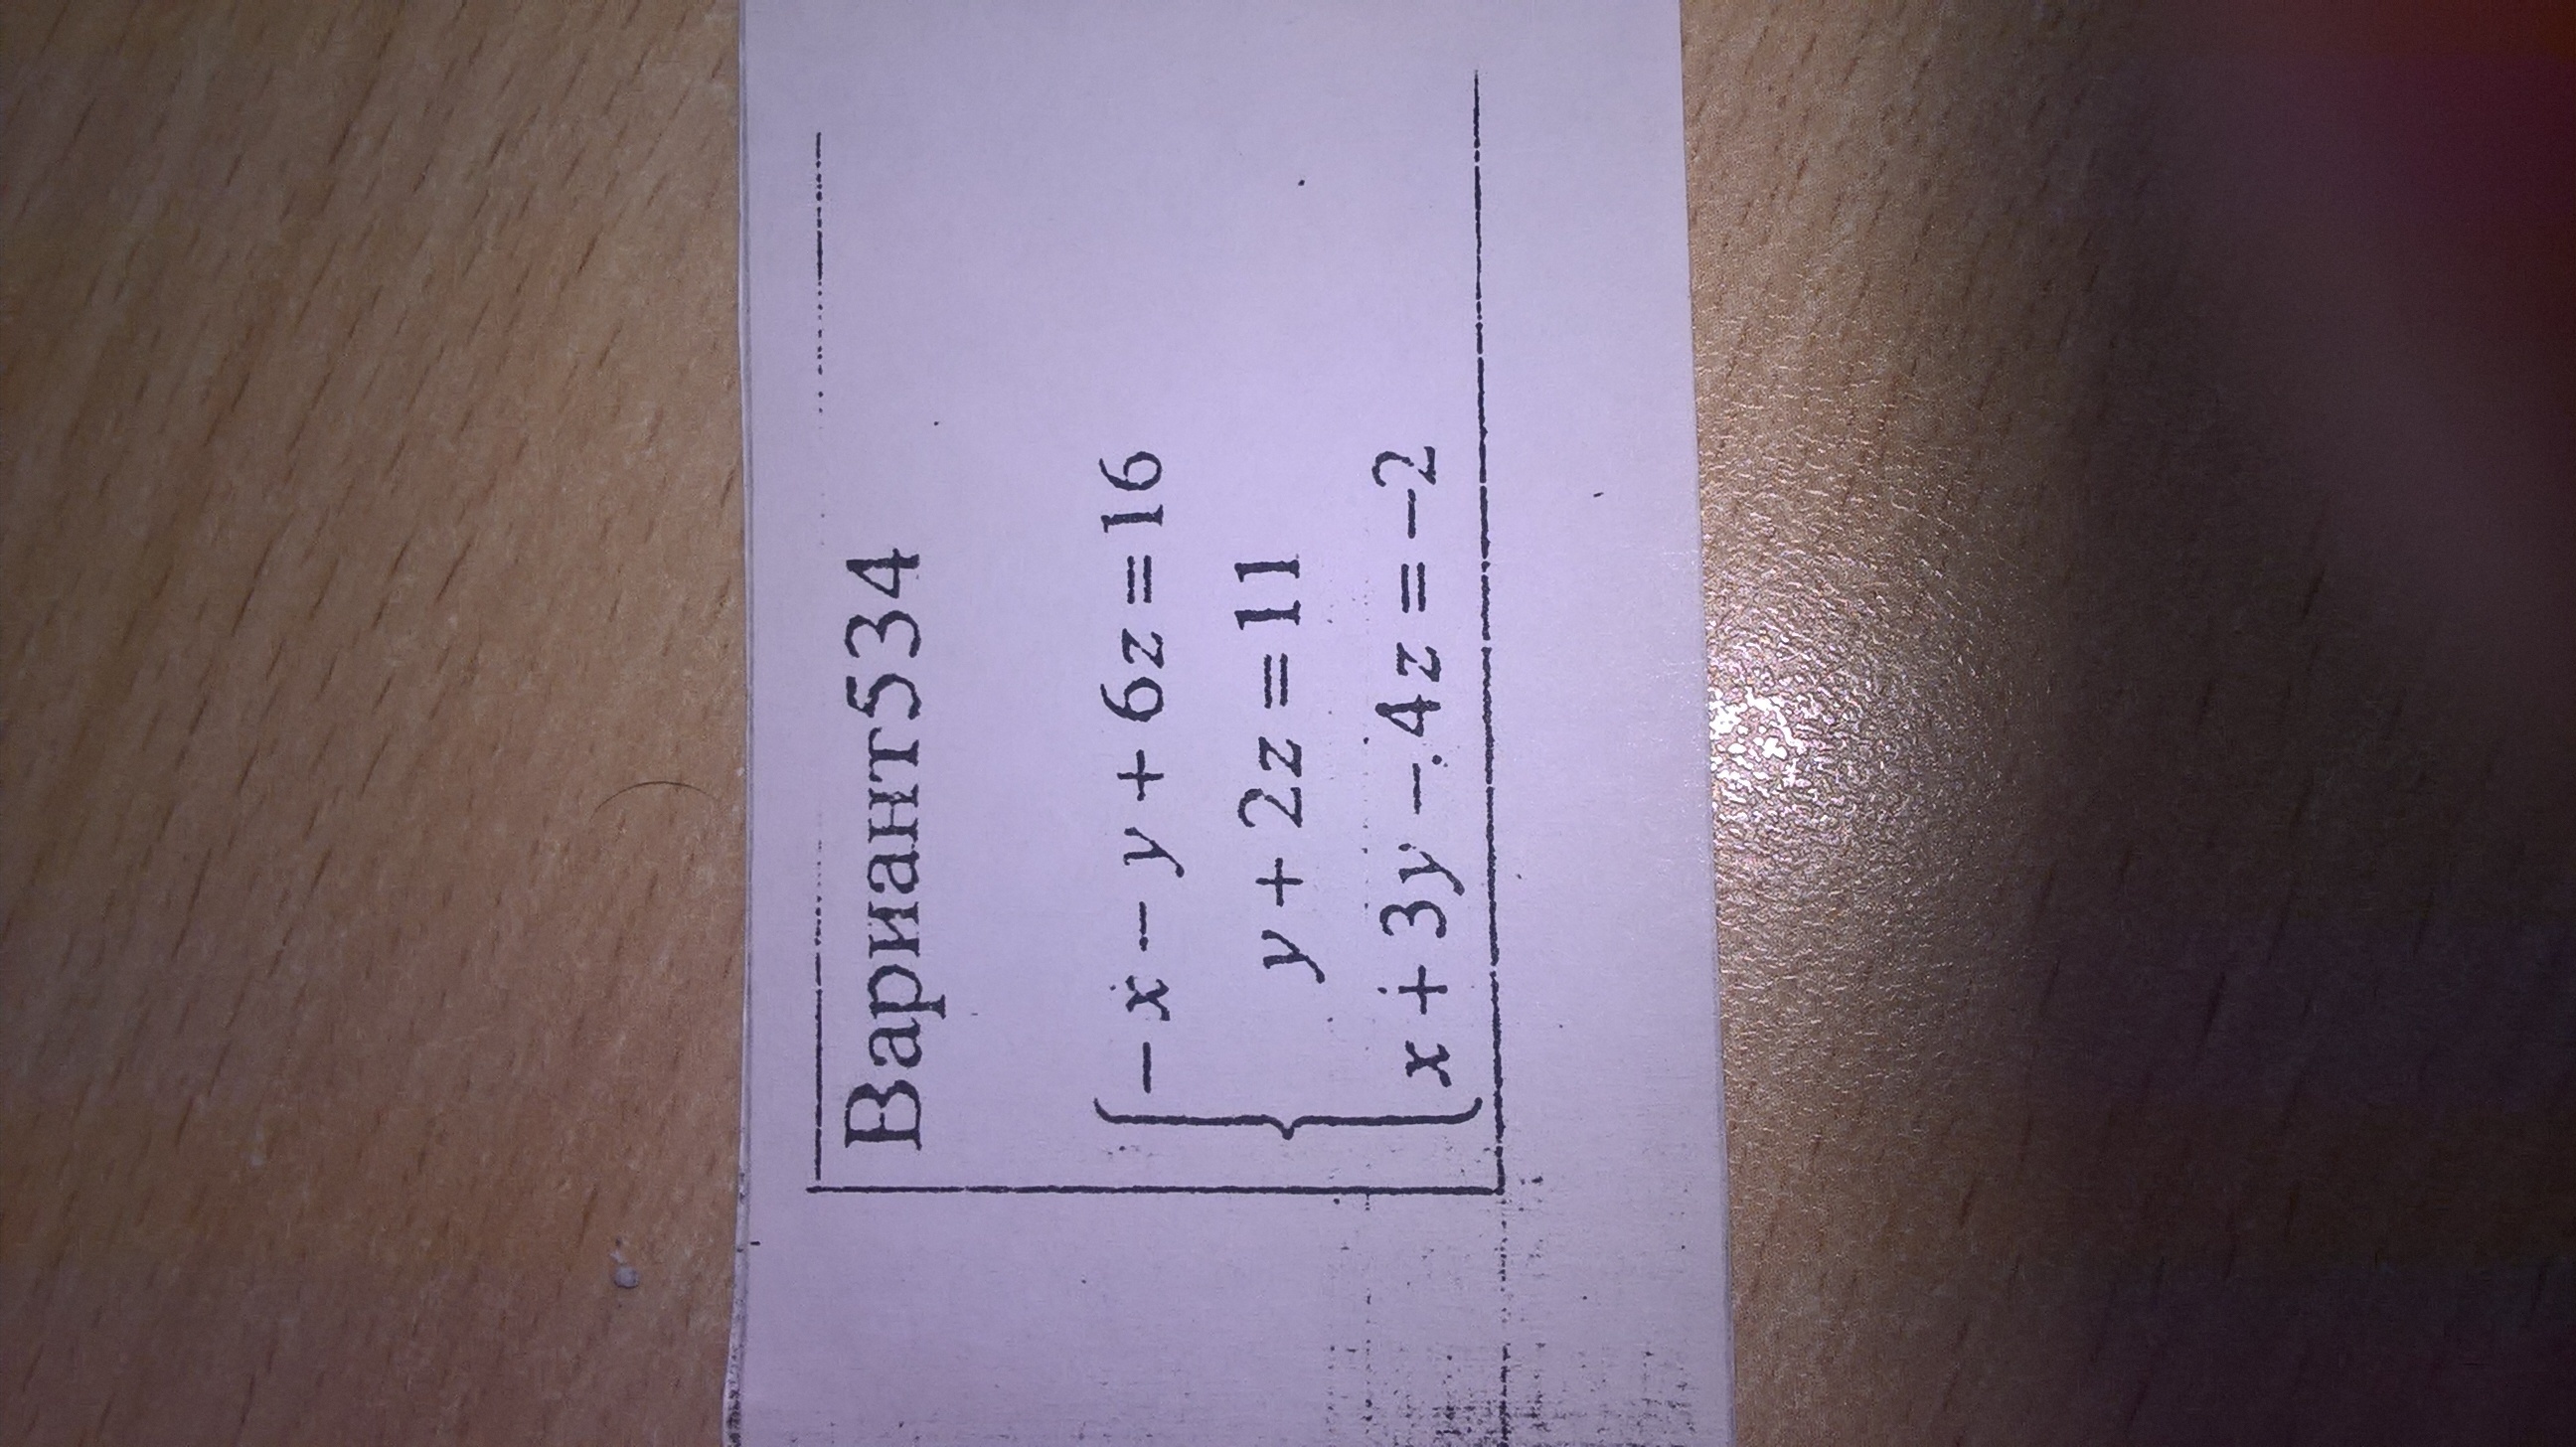 Вариант534
- x - y + 6z = 16
y + 2z = 11
x + 3y - 4z = -2